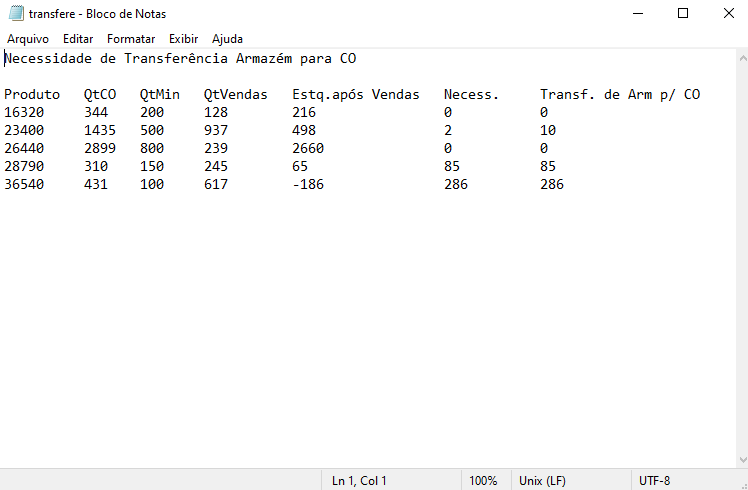 transfere - Bloco de Notas
Arquivo Editar Formatar Exibir Ajuda
Necessidade de Transferência Armazém para CO
Produto QtCO QtMin QtVendas Estq.após Vendas Necess. Transf. de Arm p/ CO
16320 344 200 128 216 0 0
23400 1435 500 937 498 2 10
26440 2899 800 239 2660 0 0
28790 310 150 245 65 85 85
36540 431 100 617 -186 286 286
Ln 1, Col 1 100% Unix (LF) UTF-8